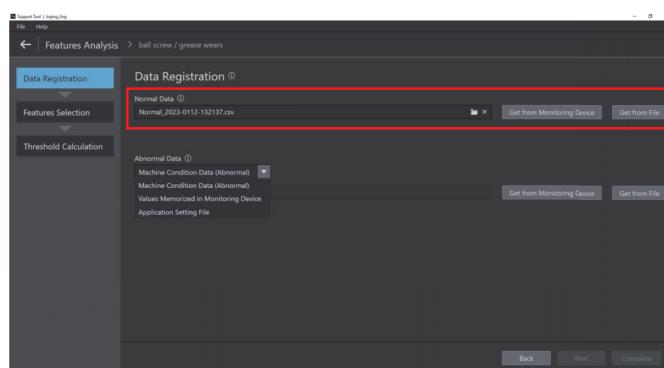 Support Tool | Inging_Eng
File Help
Features Analysis > ball screw / grease wears
Data Registration
Features Selection
Threshold Calculation
Data Registration
Normal Data
Normal_2023-0112-132137.csv
Get from Monitoring Device Get from File
Abnormal Data
Machine Condition Data (Abnormal)
Machine Condition Data (Abnormal)
Values Memorized in Monitoring Device
Application Setting File
Get from Monitoring Device Get from File
Back Next Complete